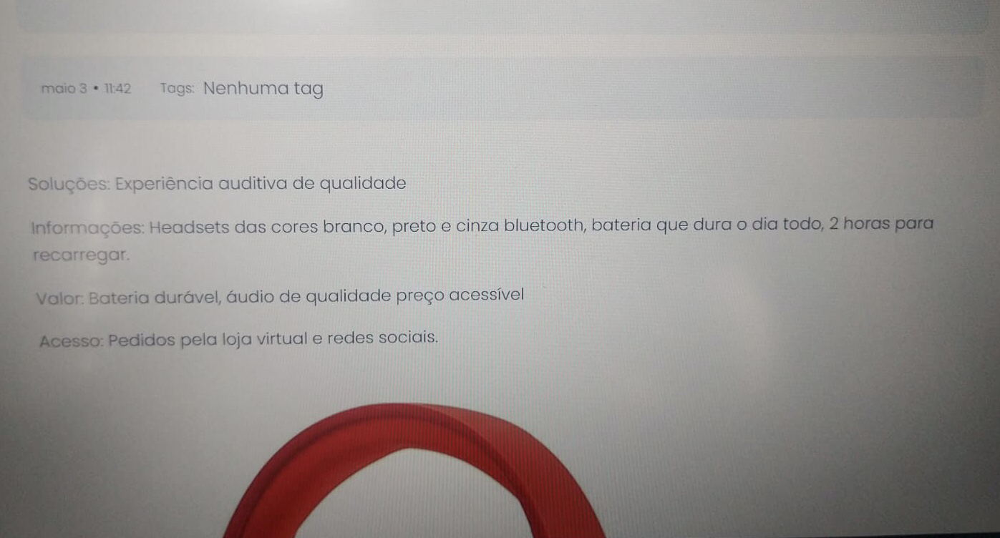 maio 3 • 11:42 Tags: Nenhuma tag
Soluções: Experiência auditiva de qualidade
Informações: Headsets das cores branco, preto e cinza bluetooth, bateria que dura o dia todo, 2 horas para
recarregar.
Valor: Bateria durável, áudio de qualidade preço acessível
Acesso: Pedidos pela loja virtual e redes sociais.